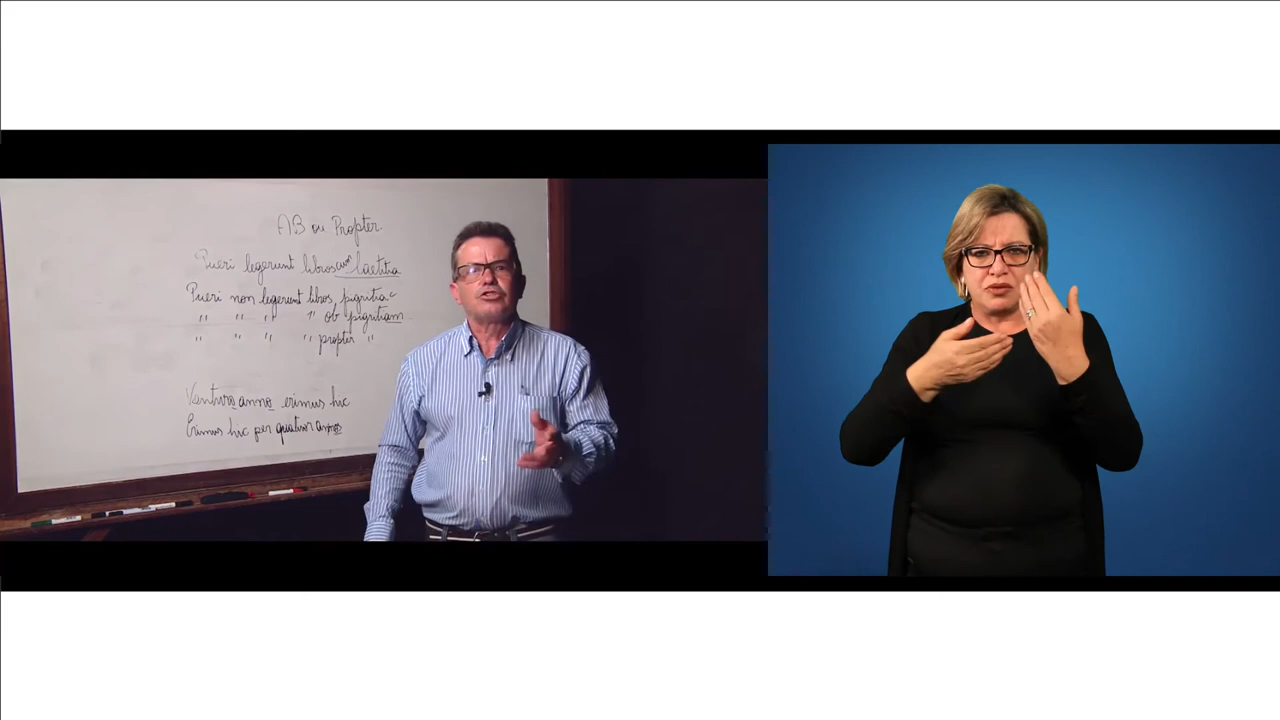 AB ou Propter.
Pueri legerunt libros cum laetitia
Pueri non legerunt libros, pigritia
" " " " ob pigritiam
" " " " propter "
Venturo anno erimus hic
Erimus hic per quatuor annos